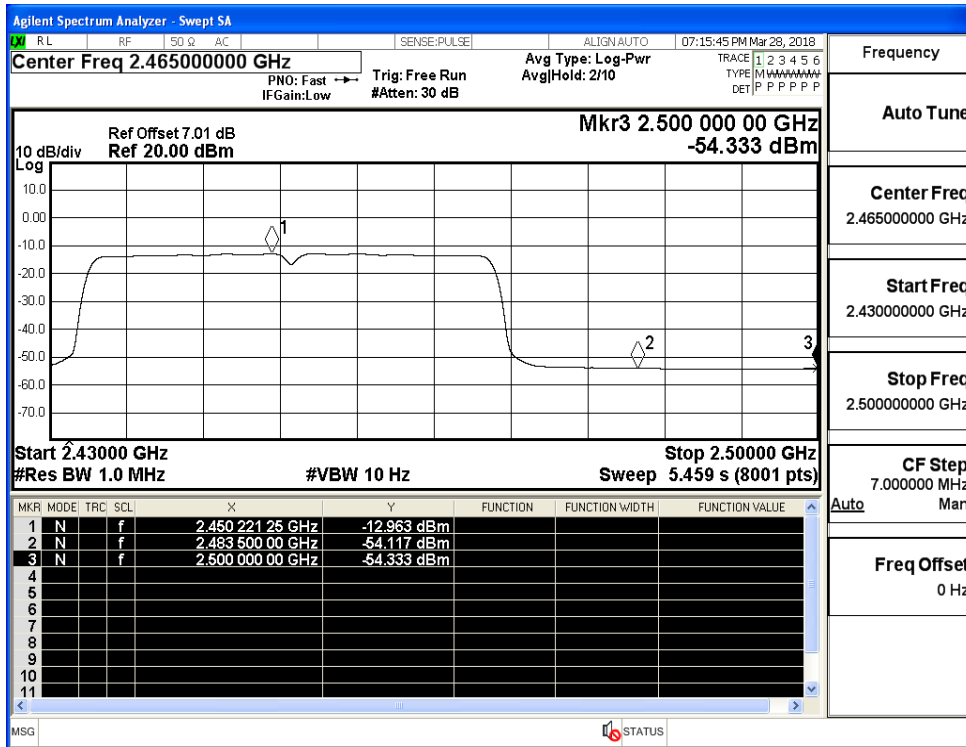 Agilent Spectrum Analyzer - Swept SA
LXI RL RF 50 Ω AC SENSE:PULSE ALIGN AUTO 07:15:45 PM Mar 28, 2018
Center Freq 2.465000000 GHz
PNO: Fast
IFGain:Low
Trig: Free Run
#Atten: 30 dB
Avg Type: Log-Pwr
Avg|Hold: 2/10
TRACE 1 2 3 4 5 6
TYPE M WWWWW
DET P P P P P P
Ref Offset 7.01 dB
10 dB/div Ref 20.00 dBm
Log
Mkr3 2.500 000 00 GHz
-54.333 dBm
10.0
0.00
-10.0
-20.0
-30.0
-40.0
-50.0
-60.0
-70.0
1
2
3
Start 2.43000 GHz Stop 2.50000 GHz
#Res BW 1.0 MHz #VBW 10 Hz Sweep 5.459 s (8001 pts)
MKR MODE TRC SCL X Y FUNCTION FUNCTION WIDTH FUNCTION VALUE
1 N f 2.450 221 25 GHz -12.963 dBm
2 N f 2.483 500 00 GHz -54.117 dBm
3 N f 2.500 000 00 GHz -54.333 dBm
4
5
6
7
8
9
10
11
MSG STATUS
Frequency
Auto Tune
Center Freq
2.465000000 GHz
Start Freq
2.430000000 GHz
Stop Freq
2.500000000 GHz
CF Step
7.000000 MHz
Auto Man
Freq Offset
0 Hz